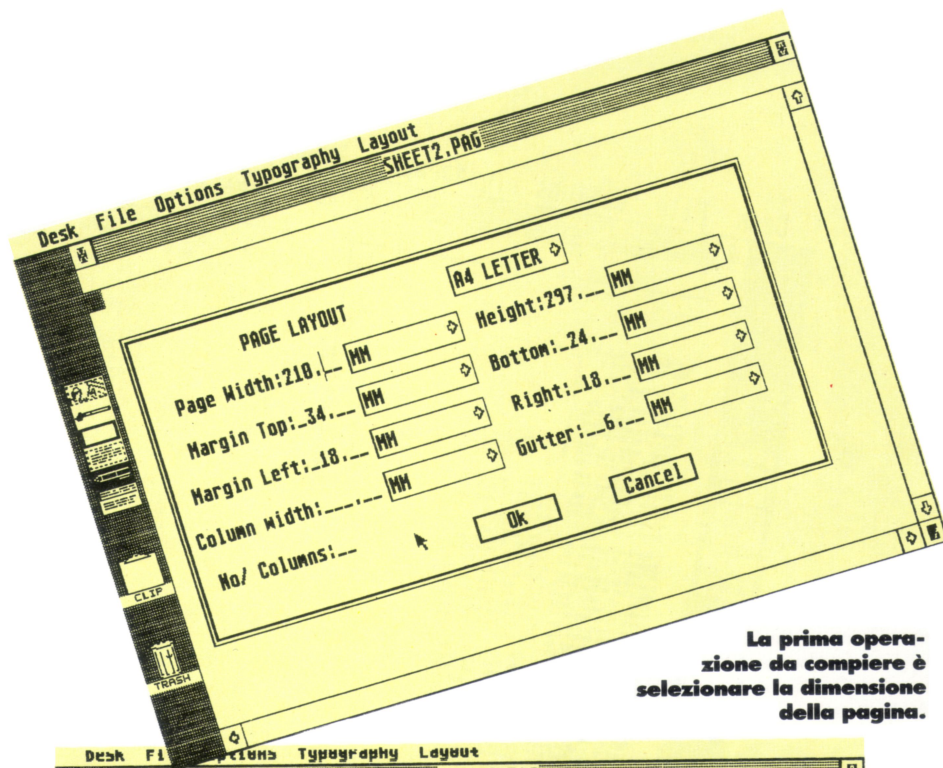 Desk File Options Typography Layout
SHEET2.PAG
PAGE LAYOUT
A4 LETTER
Page Width:210.__ MM
Height:297.__ MM
Margin Top:_34.__ MM
Bottom:_24.__ MM
Margin Left:_18.__ MM
Right:_18.__ MM
Column width:___.__ MM
Gutter:__6.__ MM
No/ Columns:__
Ok
Cancel
CLIP
TRASH
La prima opera-
zione da compiere è
selezionare la dimensione
della pagina.
Desk Fi ptions Typography Layout